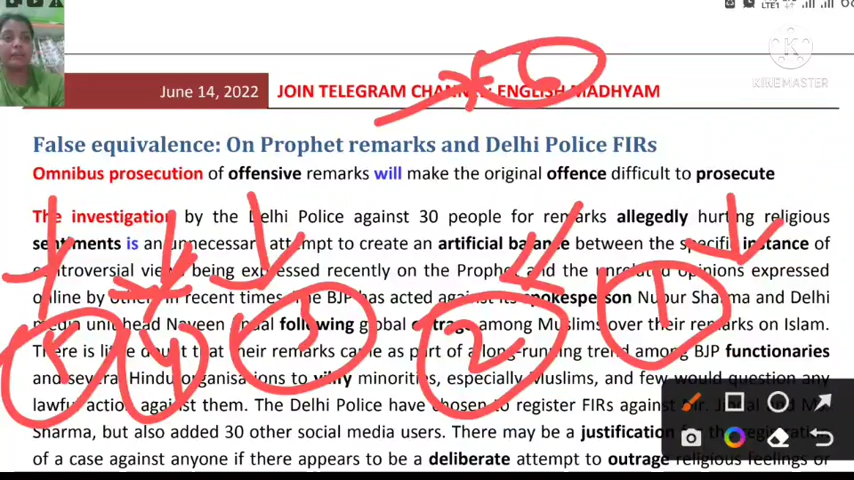 LTE1
KINEMASTER
June 14, 2022 JOIN TELEGRAM CHANNEL: ENGLISH MADHYAM
False equivalence: On Prophet remarks and Delhi Police FIRs
Omnibus prosecution of offensive remarks will make the original offence difficult to prosecute
The investigation by the Delhi Police against 30 people for remarks allegedly hurting religious
sentiments is an unnecessary attempt to create an artificial balance between the specific instance of
controversial views being expressed recently on the Prophet and the unrelated opinions expressed
online by others in recent times. The BJP has acted against its spokesperson Nupur Sharma and Delhi
media unit head Naveen Jindal following global outrage among Muslims over their remarks on Islam.
There is little doubt that their remarks came as part of a long-running trend among BJP functionaries
and several Hindu organisations to vilify minorities, especially Muslims, and few would question any
lawful action against them. The Delhi Police have chosen to register FIRs against Mr. Jindal and Ms.
Sharma, but also added 30 other social media users. There may be a justification for the registration
of a case against anyone if there appears to be a deliberate attempt to outrage religious feelings or
1
2
3
4
5